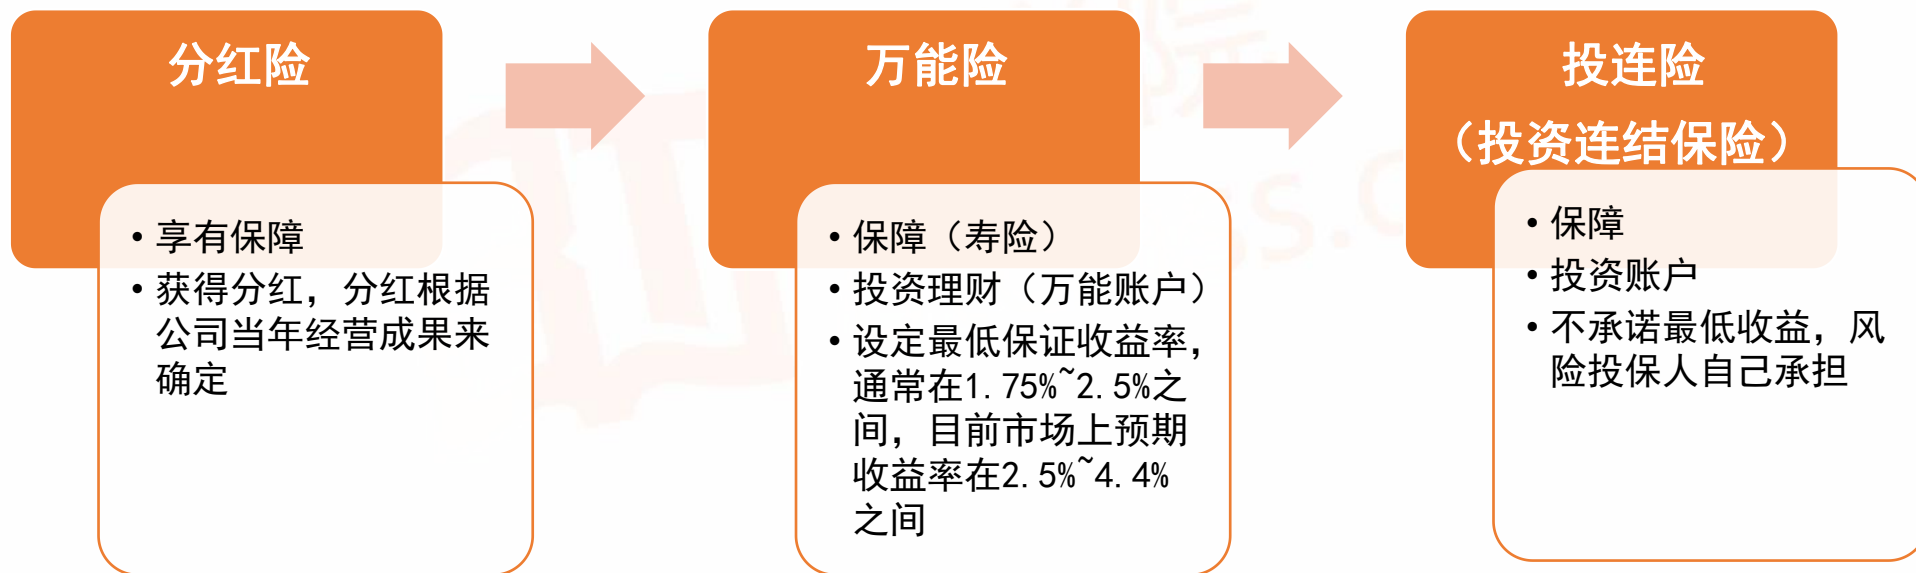 分红险
• 享有保障
• 获得分红，分红根据
公司当年经营成果来
确定
万能险
• 保障（寿险）
• 投资理财（万能账户）
• 设定最低保证收益率，
通常在1.75%~2.5%之
间，目前市场上预期
收益率在2.5%~4.4%
之间
投连险
（投资连结保险）
• 保障
• 投资账户
• 不承诺最低收益，风
险投保人自己承担